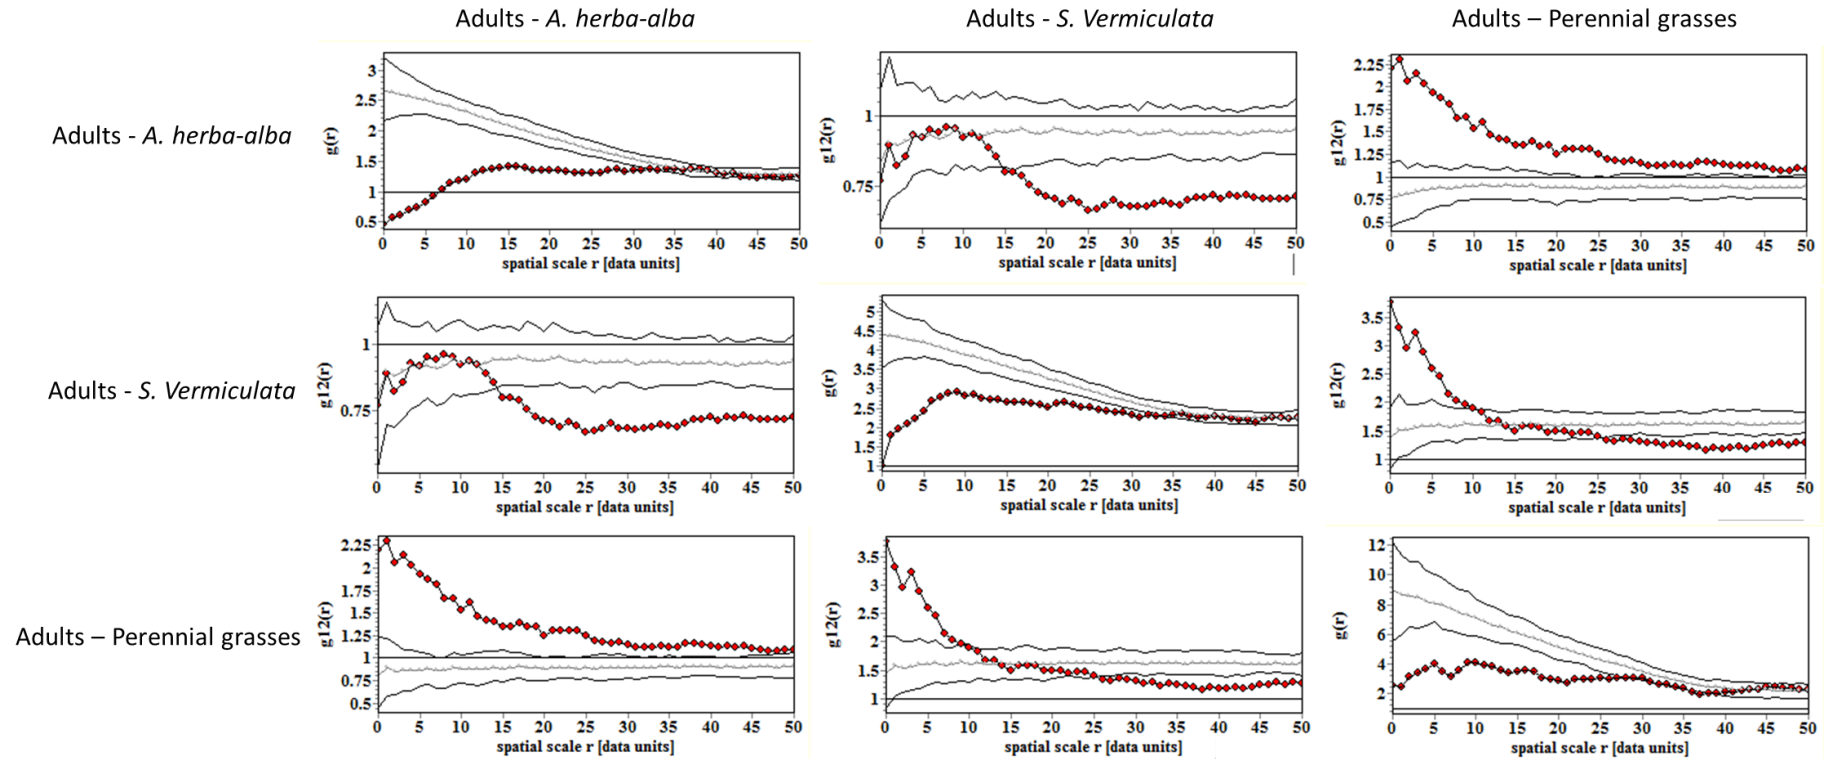 Adults - A. herba-alba
Adults - S. Vermiculata
Adults – Perennial grasses
Adults - A. herba-alba
g(r)
3
2.5
2
1.5
1
0.5
0 5 10 15 20 25 30 35 40 45 50
spatial scale r [data units]
g12(r)
1
0.75
0 5 10 15 20 25 30 35 40 45 50
spatial scale r [data units]
g12(r)
2.25
2
1.75
1.5
1.25
1
0.75
0.5
0 5 10 15 20 25 30 35 40 45 50
spatial scale r [data units]
Adults - S. Vermiculata
g12(r)
1
0.75
0 5 10 15 20 25 30 35 40 45 50
spatial scale r [data units]
g(r)
5
4.5
4
3.5
3
2.5
2
1.5
1
0 5 10 15 20 25 30 35 40 45 50
spatial scale r [data units]
g12(r)
3.5
3
2.5
2
1.5
1
0 5 10 15 20 25 30 35 40 45 50
spatial scale r [data units]
Adults – Perennial grasses
g12(r)
2.25
2
1.75
1.5
1.25
1
0.75
0.5
0 5 10 15 20 25 30 35 40 45 50
spatial scale r [data units]
g12(r)
3.5
3
2.5
2
1.5
1
0 5 10 15 20 25 30 35 40 45 50
spatial scale r [data units]
g(r)
12
10
8
6
4
2
0 5 10 15 20 25 30 35 40 45 50
spatial scale r [data units]